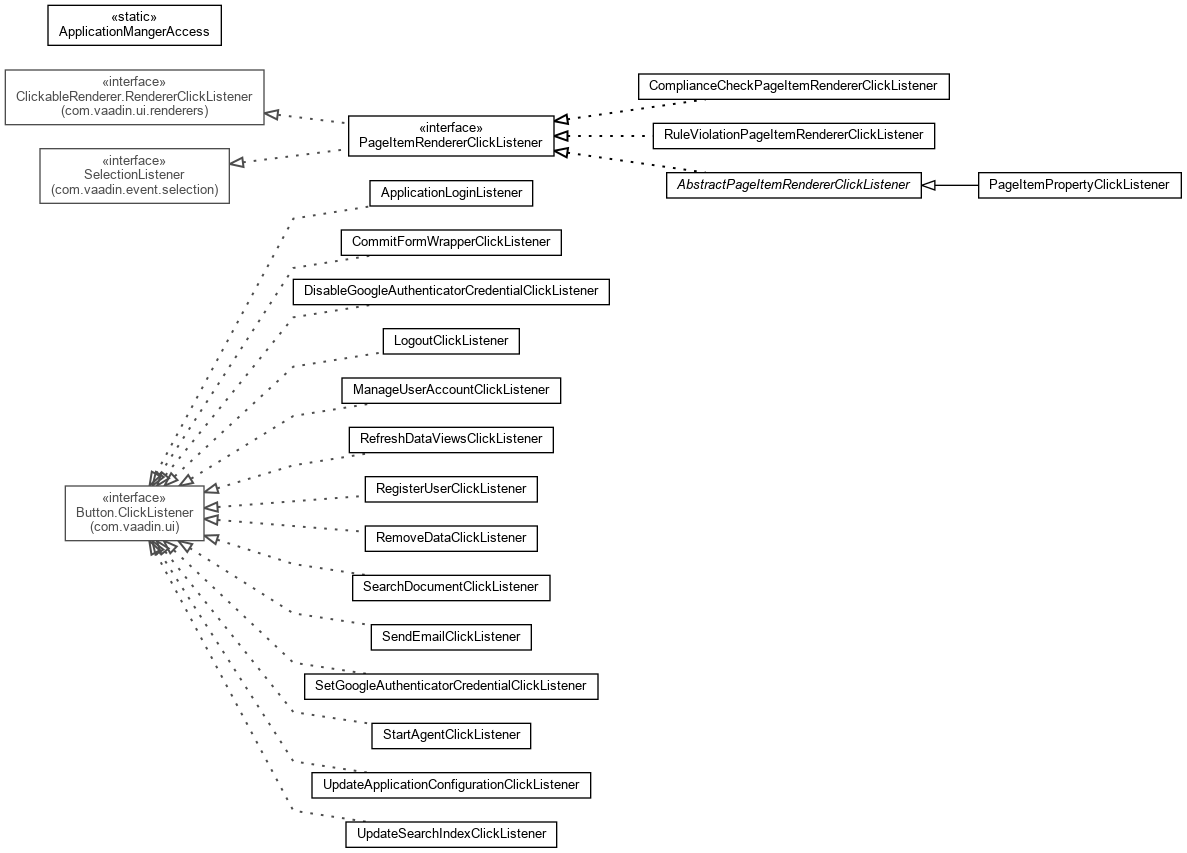 «static»
ApplicationMangerAccess
«interface»
ClickableRenderer.RendererClickListener
(com.vaadin.ui.renderers)
«interface»
SelectionListener
(com.vaadin.event.selection)
«interface»
PageItemRendererClickListener
ComplianceCheckPageItemRendererClickListener
RuleViolationPageItemRendererClickListener
AbstractPageItemRendererClickListener
PageItemPropertyClickListener
ApplicationLoginListener
CommitFormWrapperClickListener
DisableGoogleAuthenticatorCredentialClickListener
LogoutClickListener
ManageUserAccountClickListener
RefreshDataViewsClickListener
«interface»
Button.ClickListener
(com.vaadin.ui)
RegisterUserClickListener
RemoveDataClickListener
SearchDocumentClickListener
SendEmailClickListener
SetGoogleAuthenticatorCredentialClickListener
StartAgentClickListener
UpdateApplicationConfigurationClickListener
UpdateSearchIndexClickListener